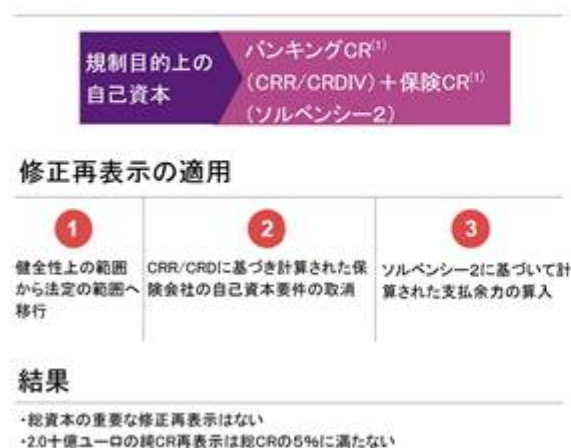 規制目的上の
自己資本
バンキングCR(1)
(CRR/CRDIV)+保険CR(1)
(ソルベンシー2)
修正再表示の適用
1
健全性上の範囲
から法定の範囲へ
移行
2
CRR/CRDに基づき計算された保
険会社の自己資本要件の取消
3
ソルベンシー2に基づいて計
算された支払余力の算入
結果
・総資本の重要な修正再表示はない
・2.0十億ユーロの純CR再表示は総CRの5%に満たない